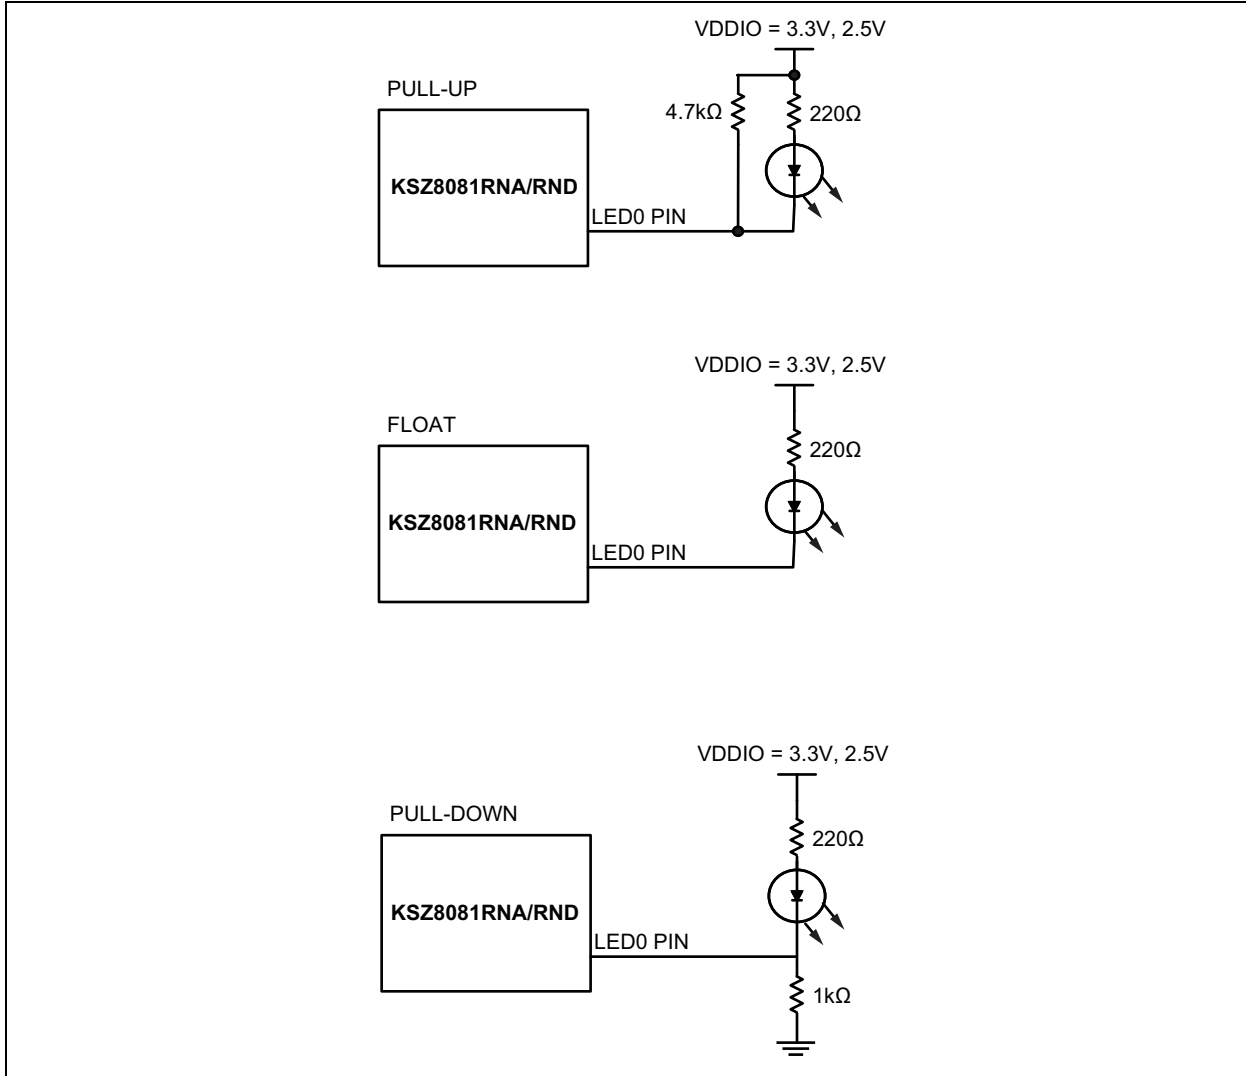 VDDIO = 3.3V, 2.5V
PULL-UP
4.7kΩ
220Ω
KSZ8081RNA/RND
LED0 PIN
VDDIO = 3.3V, 2.5V
FLOAT
220Ω
KSZ8081RNA/RND
LED0 PIN
VDDIO = 3.3V, 2.5V
PULL-DOWN
220Ω
KSZ8081RNA/RND
LED0 PIN
1kΩ